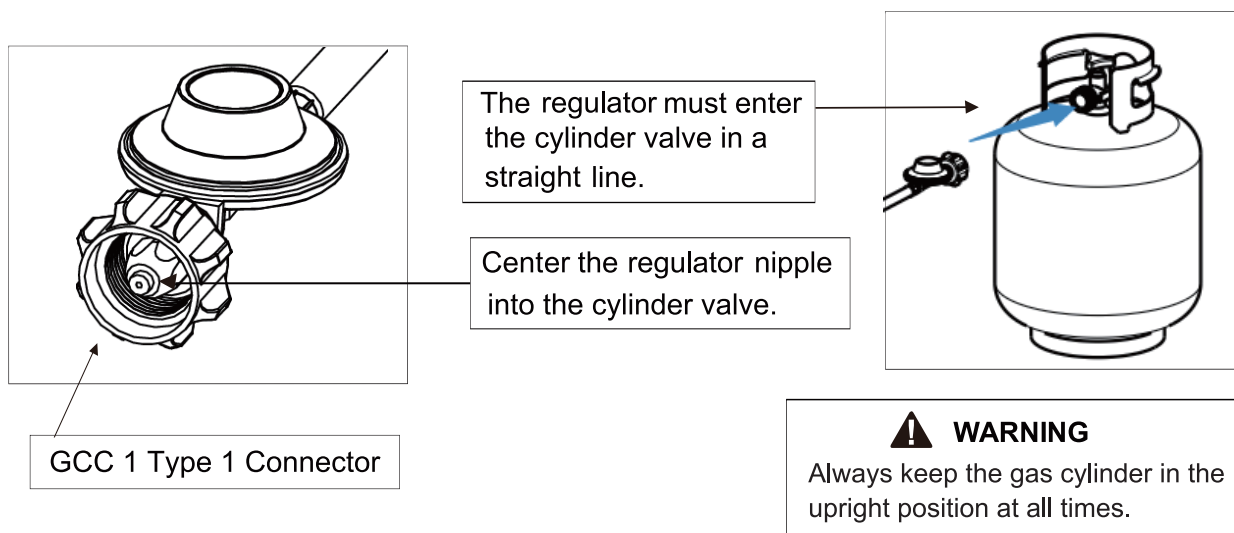 The regulator must enter
the cylinder valve in a
straight line.
Center the regulator nipple
into the cylinder valve.
GCC 1 Type 1 Connector
WARNING
Always keep the gas cylinder in the
upright position at all times.